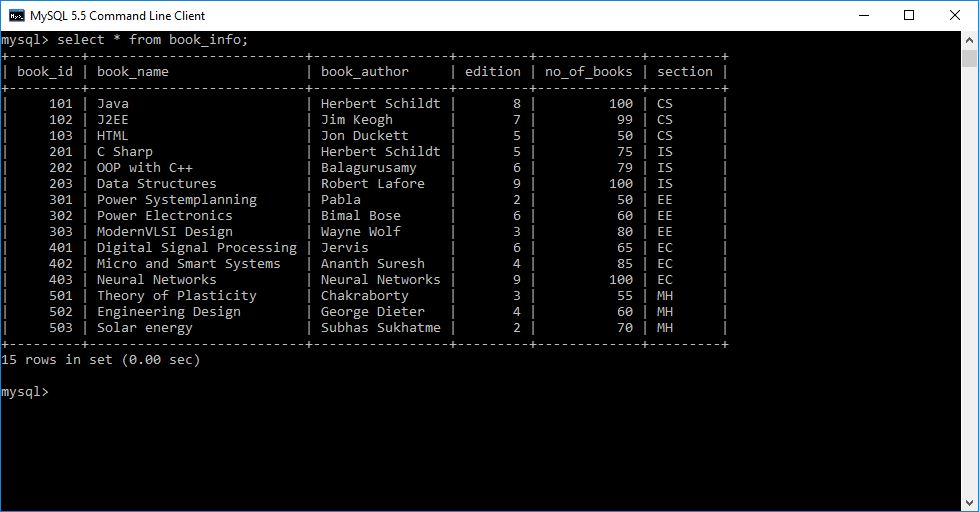 MySQL 5.5 Command Line Client
mysql> select * from book_info;
+---------+---------------------------+-----------------+---------+-------------+---------+
| book_id | book_name                 | book_author     | edition | no_of_books | section |
+---------+---------------------------+-----------------+---------+-------------+---------+
|     101 | Java                      | Herbert Schildt |       8 |         100 | CS      |
|     102 | J2EE                      | Jim Keogh       |       7 |          99 | CS      |
|     103 | HTML                      | Jon Duckett     |       5 |          50 | CS      |
|     201 | C Sharp                   | Herbert Schildt |       5 |          75 | IS      |
|     202 | OOP with C++              | Balagurusamy    |       6 |          79 | IS      |
|     203 | Data Structures           | Robert Lafore   |       9 |         100 | IS      |
|     301 | Power Systemplanning      | Pabla           |       2 |          50 | EE      |
|     302 | Power Electronics         | Bimal Bose      |       6 |          60 | EE      |
|     303 | ModernVLSI Design         | Wayne Wolf      |       3 |          80 | EE      |
|     401 | Digital Signal Processing | Jervis          |       6 |          65 | EC      |
|     402 | Micro and Smart Systems   | Ananth Suresh   |       4 |          85 | EC      |
|     403 | Neural Networks           | Neural Networks |       9 |         100 | EC      |
|     501 | Theory of Plasticity      | Chakraborty     |       3 |          55 | MH      |
|     502 | Engineering Design        | George Dieter   |       4 |          60 | MH      |
|     503 | Solar energy              | Subhas Sukhatme |       2 |          70 | MH      |
+---------+---------------------------+-----------------+---------+-------------+---------+
15 rows in set (0.00 sec)
mysql>